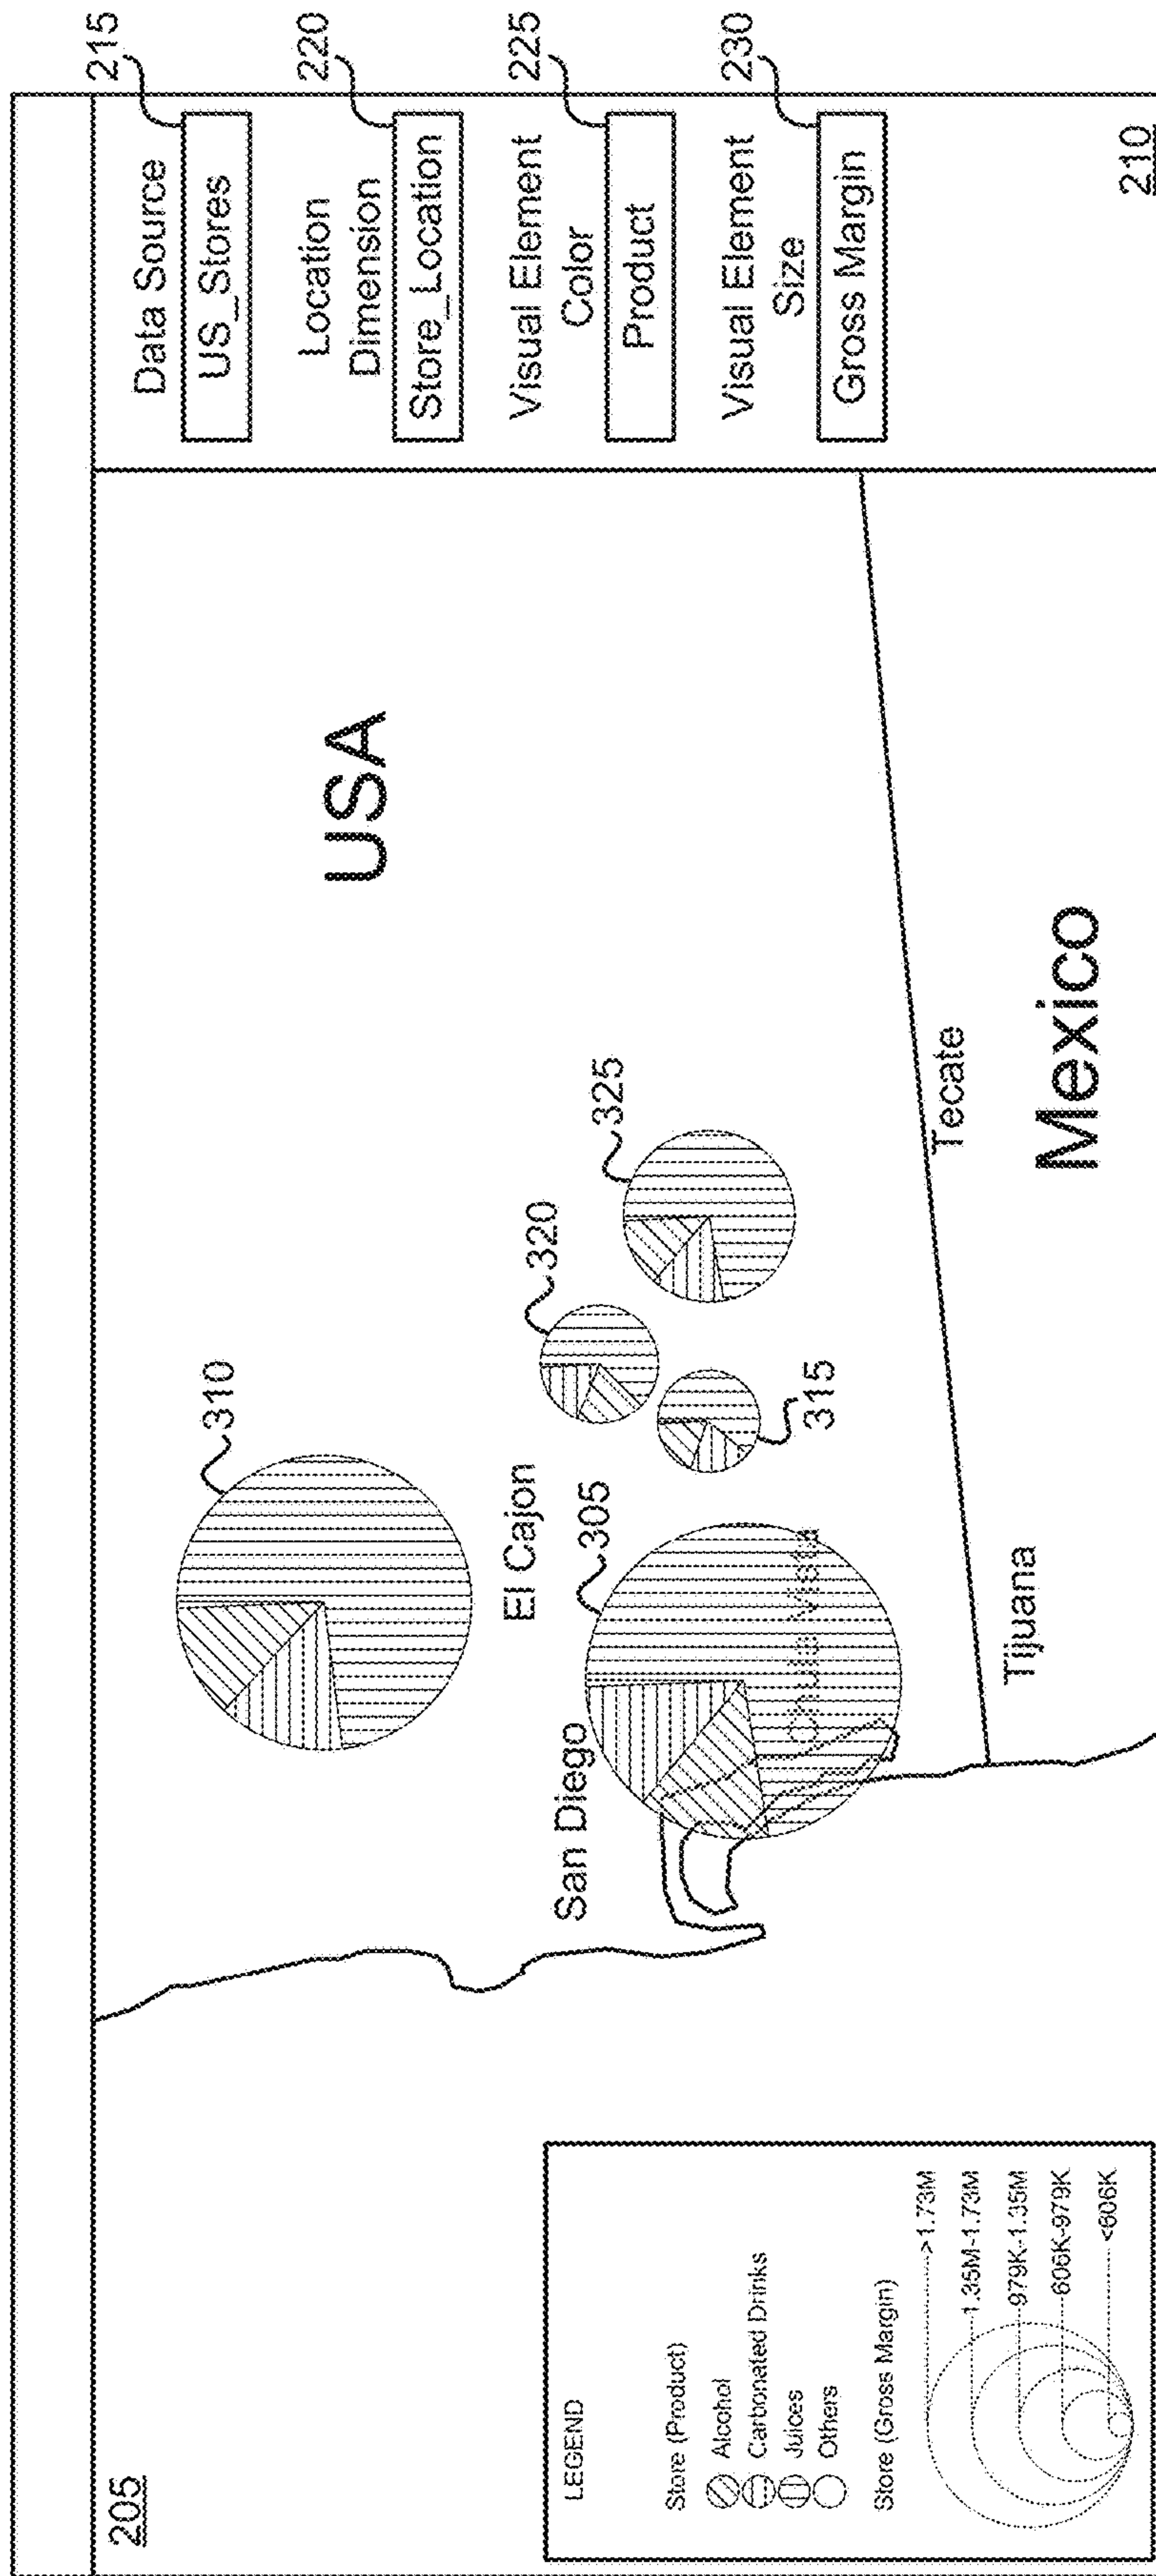 205
USA
310
El Cajon
San Diego
305
320
325
315
Chula Vista
Tijuana
Tecate
Mexico
LEGEND
Store (Product)
Alcohol
Carbonated Drinks
Juices
Others
Store (Gross Margin)
>1.73M
1.35M-1.73M
979K-1.35M
606K-979K
<606K
Data Source
215
US_Stores
Location
220
Dimension
Store_Location
Visual Element
225
Color
Product
Visual Element
230
Size
Gross Margin
210